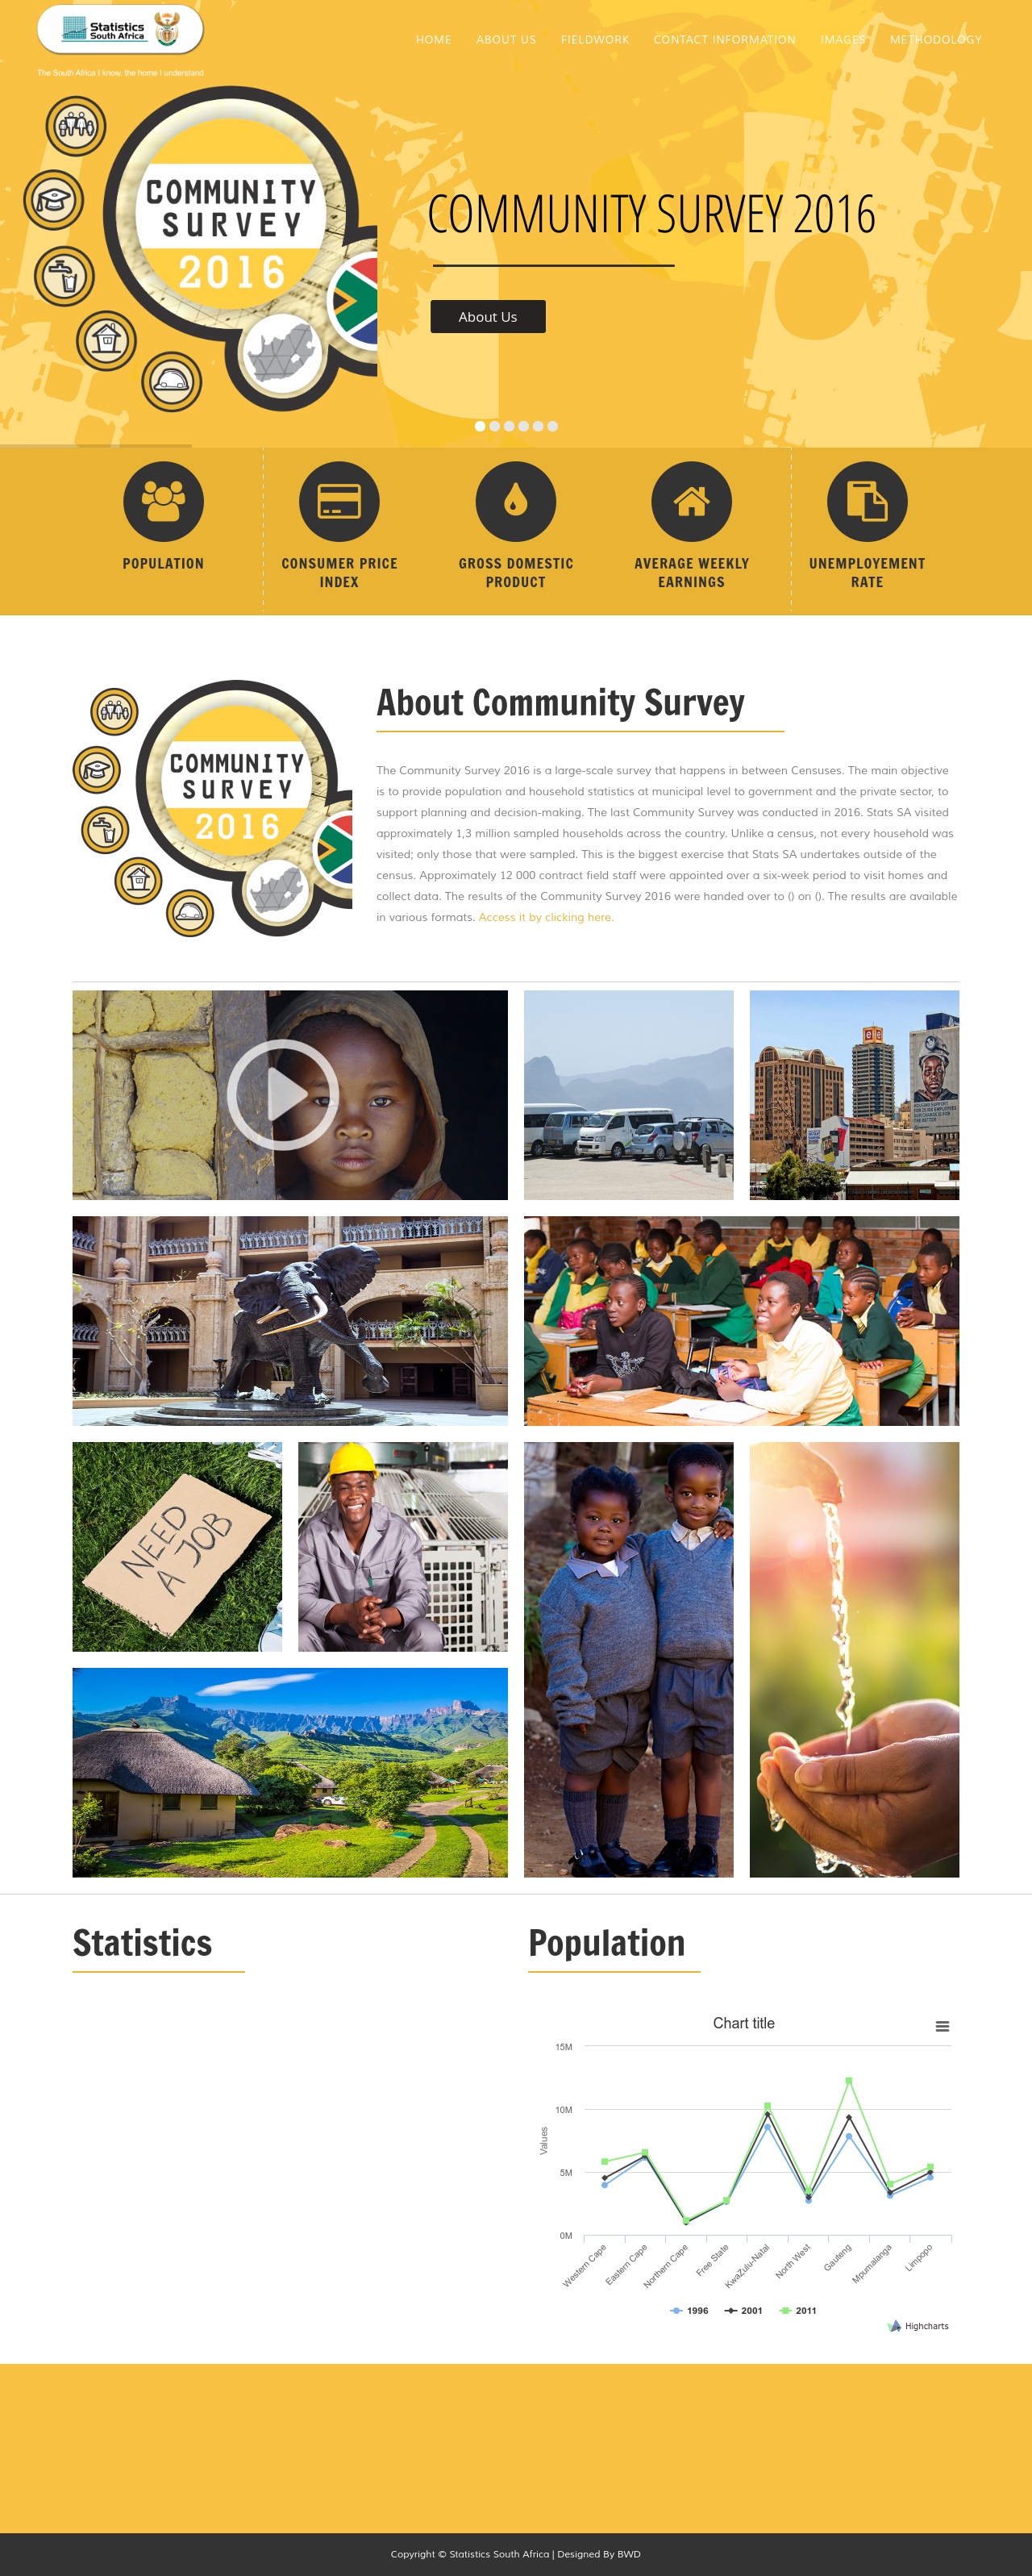 Statistics
South Africa
The South Africa I know, the home I understand
HOME
ABOUT US
FIELDWORK
CONTACT INFORMATION
IMAGES
METHODOLOGY
COMMUNITY
SURVEY
2016
COMMUNITY SURVEY 2016
About Us
POPULATION
CONSUMER PRICE
INDEX
GROSS DOMESTIC
PRODUCT
AVERAGE WEEKLY
EARNINGS
UNEMPLOYEMENT
RATE
COMMUNITY
SURVEY
2016
About Community Survey
The Community Survey 2016 is a large-scale survey that happens in between Censuses. The main objective
is to provide population and household statistics at municipal level to government and the private sector, to
support planning and decision-making. The last Community Survey was conducted in 2016. Stats SA visited
approximately 1,3 million sampled households across the country. Unlike a census, not every household was
visited; only those that were sampled. This is the biggest exercise that Stats SA undertakes outside of the
census. Approximately 12 000 contract field staff were appointed over a six-week period to visit homes and
collect data. The results of the Community Survey 2016 were handed over to () on (). The results are available
in various formats. Access it by clicking here.
NEED
A JOB
Statistics
Population
Chart title
15M
10M
5M
0M
Values
Western Cape
Eastern Cape
Northern Cape
Free State
KwaZulu-Natal
North West
Gauteng
Mpumalanga
Limpopo
1996
2001
2011
Highcharts
Copyright © Statistics South Africa | Designed By BWD